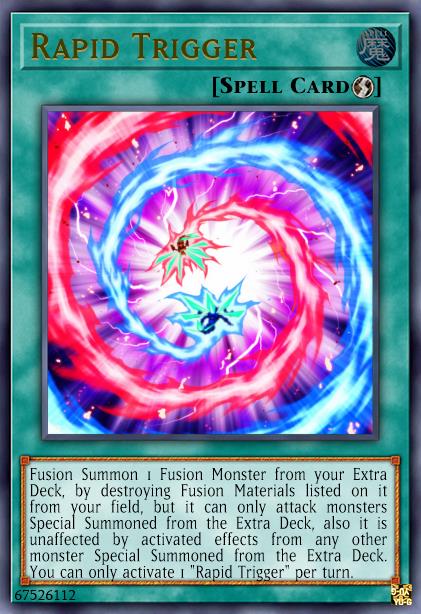 Rapid Trigger
魔
[Spell Card]
Fusion Summon 1 Fusion Monster from your Extra
Deck, by destroying Fusion Materials listed on it
from your field, but it can only attack monsters
Special Summoned from the Extra Deck, also it is
unaffected by activated effects from any other
monster Special Summoned from the Extra Deck.
You can only activate 1 "Rapid Trigger" per turn.
67526112